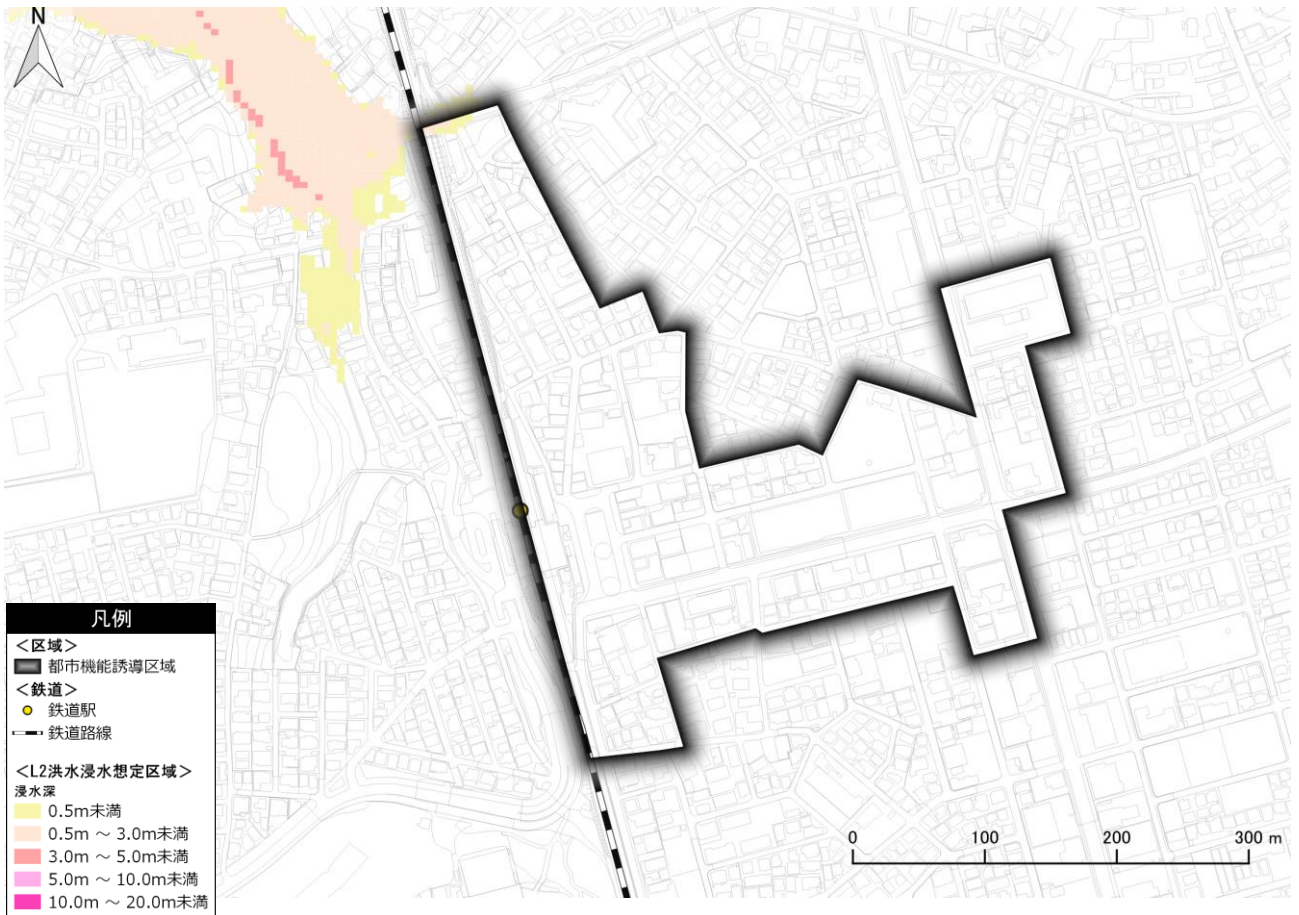 N
凡例
＜区域＞
都市機能誘導区域
＜鉄道＞
鉄道駅
鉄道路線
＜L2洪水浸水想定区域＞
浸水深
0.5m未満
0.5m ～ 3.0m未満
3.0m ～ 5.0m未満
5.0m ～ 10.0m未満
10.0m ～ 20.0m未満
0 100 200 300 m